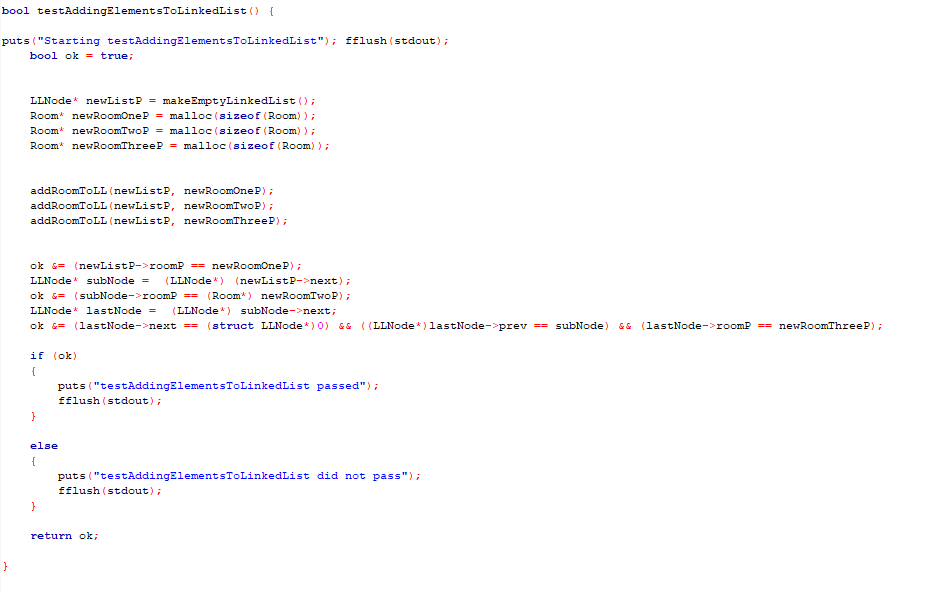 bool testAddingElementsToLinkedList() {
puts("Starting testAddingElementsToLinkedList"); fflush(stdout);
    bool ok = true;
    LLNode* newListP = makeEmptyLinkedList();
    Room* newRoomOneP = malloc(sizeof(Room));
    Room* newRoomTwoP = malloc(sizeof(Room));
    Room* newRoomThreeP = malloc(sizeof(Room));
    addRoomToLL(newListP, newRoomOneP);
    addRoomToLL(newListP, newRoomTwoP);
    addRoomToLL(newListP, newRoomThreeP);
    ok &= (newListP->roomP == newRoomOneP);
    LLNode* subNode =  (LLNode*) (newListP->next);
    ok &= (subNode->roomP == (Room*) newRoomTwoP);
    LLNode* lastNode =  (LLNode*) subNode->next;
    ok &= (lastNode->next == (struct LLNode*)0) && ((LLNode*)lastNode->prev == subNode) && (lastNode->roomP == newRoomThreeP);
    if (ok)
    {
        puts("testAddingElementsToLinkedList passed");
        fflush(stdout);
    }
    else
    {
        puts("testAddingElementsToLinkedList did not pass");
        fflush(stdout);
    }
    return ok;
}